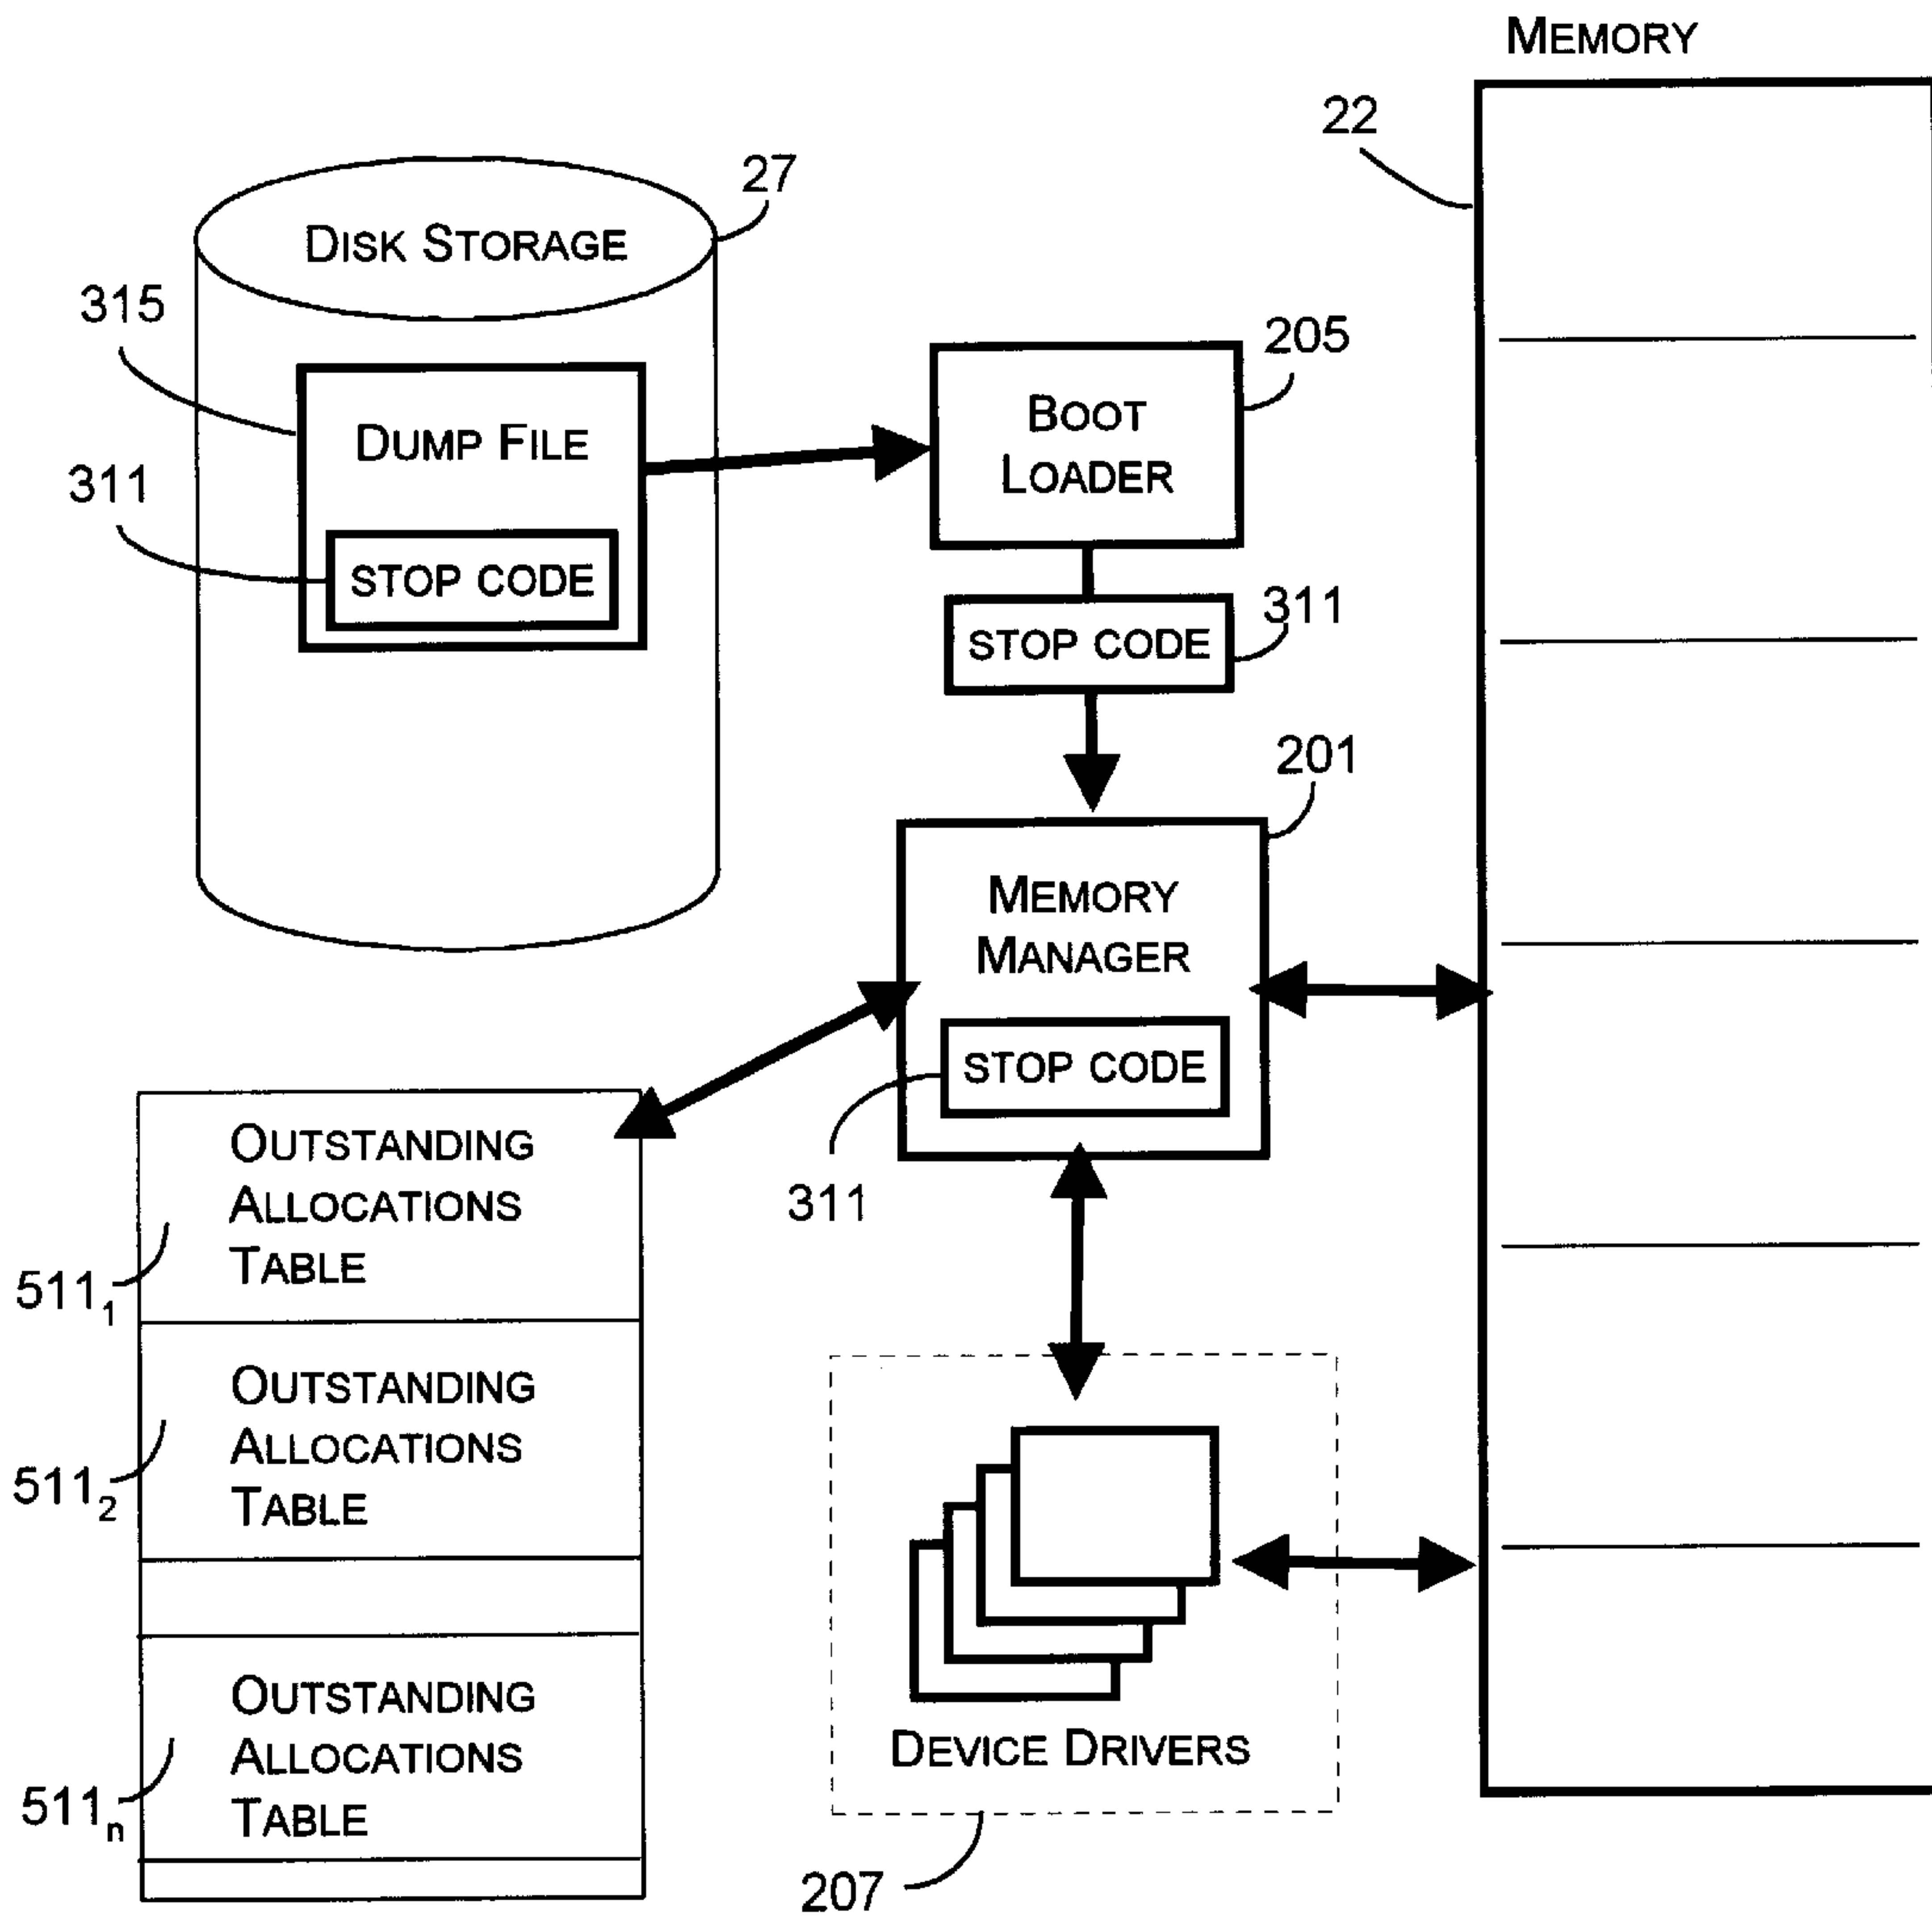 MEMORY
22
27
DISK STORAGE
315
205
DUMP FILE
BOOT
LOADER
311
STOP CODE
311
STOP CODE
201
MEMORY
MANAGER
STOP CODE
311
OUTSTANDING
ALLOCATIONS
TABLE
511₁
OUTSTANDING
ALLOCATIONS
TABLE
511₂
OUTSTANDING
ALLOCATIONS
TABLE
511ₙ
DEVICE DRIVERS
207